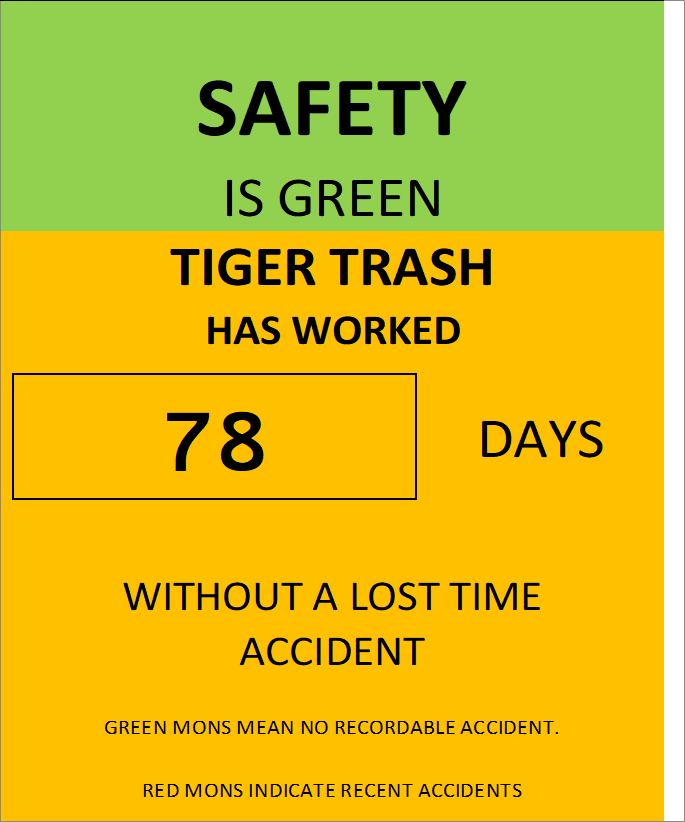 SAFETY
IS GREEN
TIGER TRASH
HAS WORKED
78 DAYS
WITHOUT A LOST TIME
ACCIDENT
GREEN MONS MEAN NO RECORDABLE ACCIDENT.
RED MONS INDICATE RECENT ACCIDENTS